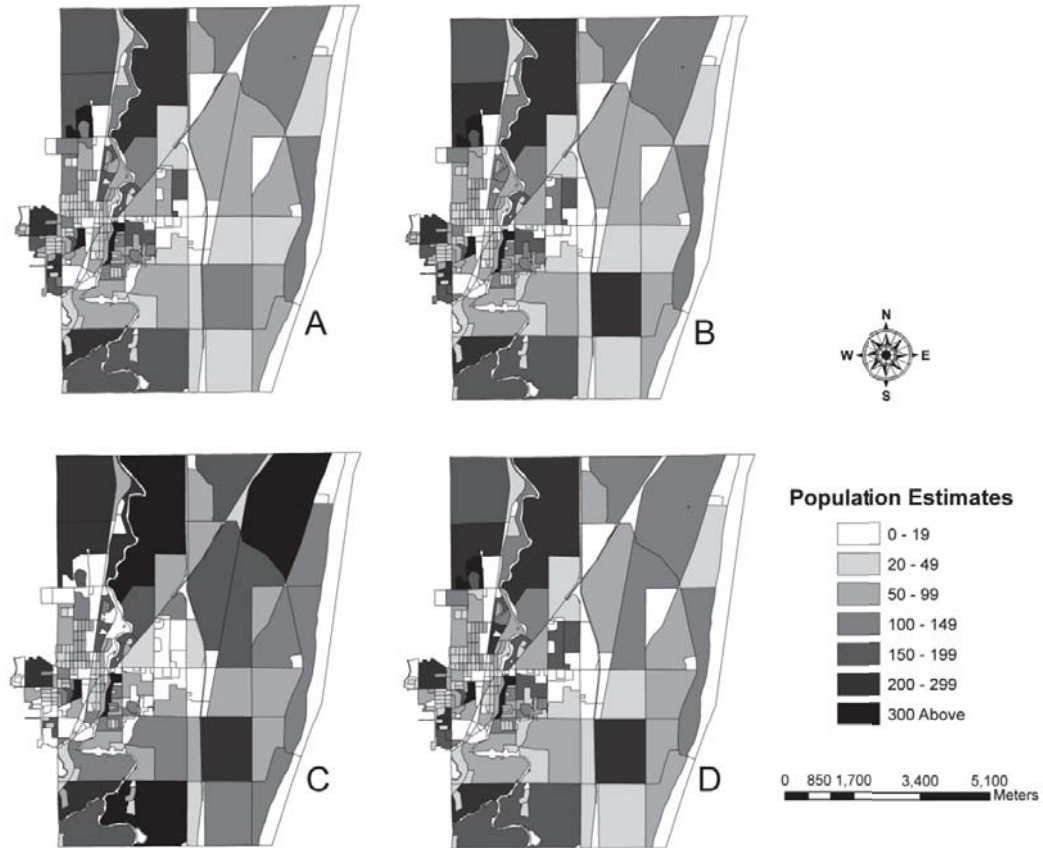 A
B
N
W
E
S
C
D
Population Estimates
0 - 19
20 - 49
50 - 99
100 - 149
150 - 199
200 - 299
300 Above
0 850 1,700 3,400 5,100
Meters